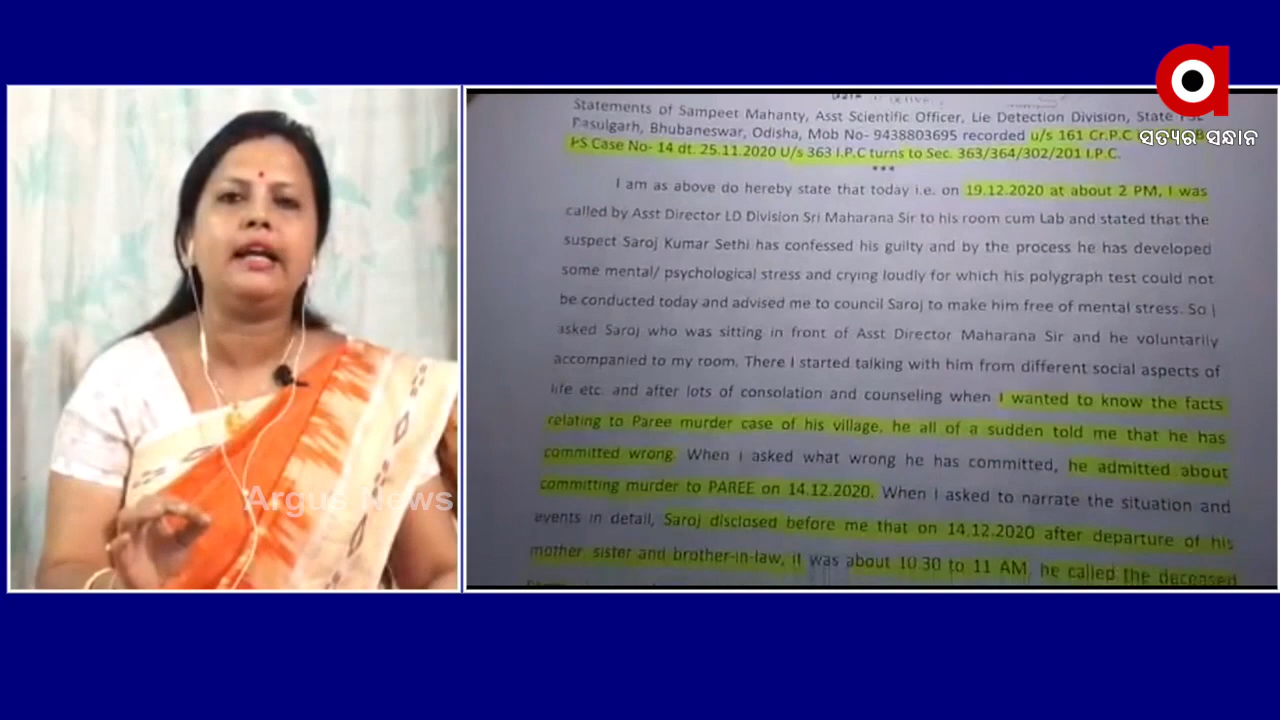 ସତ୍ୟର ସନ୍ଧାନ
Argus News
Statements of Sampeet Mahanty, Asst Scientific Officer, Lie Detection Division, State
Rasulgarh, Bhubaneswar, Odisha, Mob No- 9438803695 recorded u/s 161 Cr.P.C
PS Case No- 14 dt. 25.11.2020 U/s 363 I.P.C turns to Sec. 363/364/302/201 I.P.C.
***
I am as above do hereby state that today i.e. on 19.12.2020 at about 2 PM, I was
called by Asst Director LD Division Sri Maharana Sir to his room cum Lab and stated that the
suspect Saroj Kumar Sethi has confessed his guilty and by the process he has developed
some mental/ psychological stress and crying loudly for which his polygraph test could not
be conducted today and advised me to council Saroj to make him free of mental stress. So I
asked Saroj who was sitting in front of Asst Director Maharana Sir and he voluntarily
accompanied to my room. There I started talking with him from different social aspects of
life etc. and after lots of consolation and counseling when I wanted to know the facts
relating to Paree murder case of his village, he all of a sudden told me that he has
committed wrong. When I asked what wrong he has committed, he admitted about
committing murder to PAREE on 14.12.2020. When I asked to narrate the situation and
events in detail, Saroj disclosed before me that on 14.12.2020 after departure of his
mother sister and brother-in-law, it was about 10.30 to 11 AM, he called the deceased